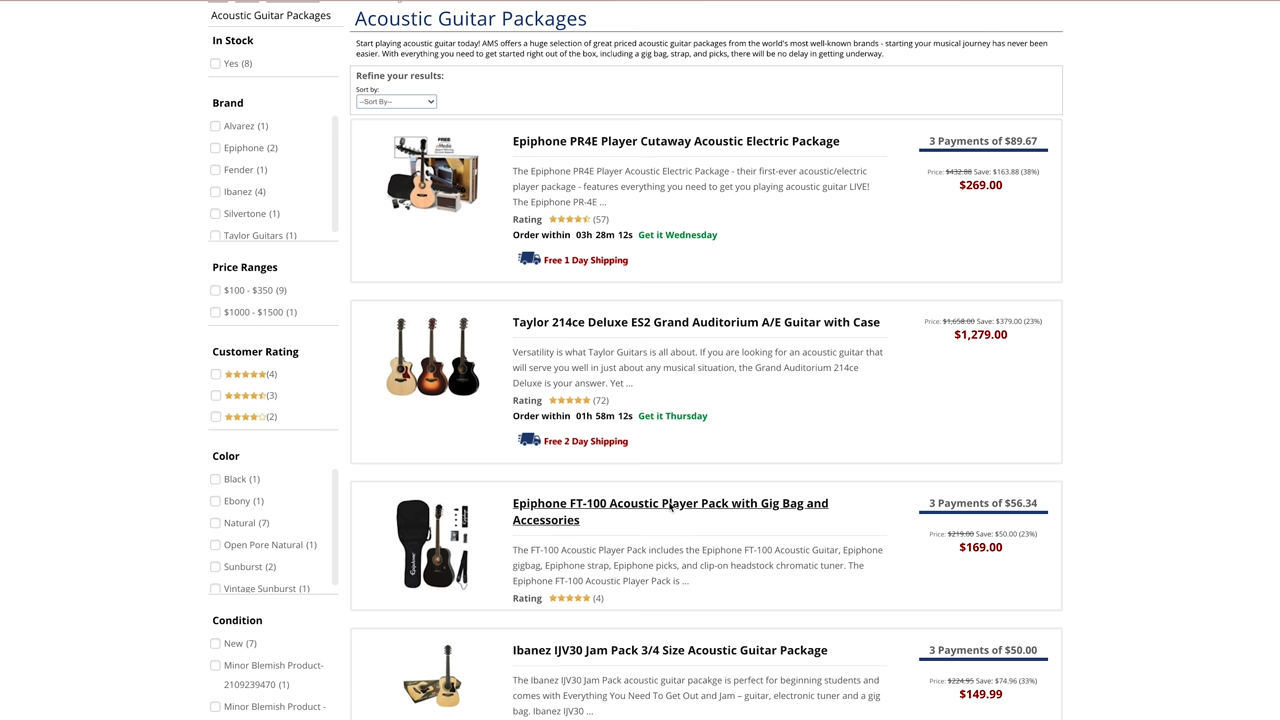 Acoustic Guitar Packages
In Stock
Yes (8)
Brand
Alvarez (1)
Epiphone (2)
Fender (1)
Ibanez (4)
Silvertone (1)
Taylor Guitars (1)
Price Ranges
$100 - $350 (9)
$1000 - $1500 (1)
Customer Rating
(4)
(3)
(2)
Color
Black (1)
Ebony (1)
Natural (7)
Open Pore Natural (1)
Sunburst (2)
Vintage Sunburst (1)
Condition
New (7)
Minor Blemish Product-
2109239470 (1)
Minor Blemish Product -
Acoustic Guitar Packages
Start playing acoustic guitar today! AMS offers a huge selection of great priced acoustic guitar packages from the world's most well-known brands - starting your musical journey has never been
easier. With everything you need to get started right out of the box, including a gig bag, strap, and picks, there will be no delay in getting underway.
Refine your results:
Sort by:
--Sort By--
Epiphone PR4E Player Cutaway Acoustic Electric Package
The Epiphone PR4E Player Acoustic Electric Package - their first-ever acoustic/electric
player package - features everything you need to get you playing acoustic guitar LIVE!
The Epiphone PR-4E ...
Rating (57)
Order within 03h 28m 12s Get it Wednesday
Free 1 Day Shipping
3 Payments of $89.67
Price: $432.88 Save: $163.88 (38%)
$269.00
Taylor 214ce Deluxe ES2 Grand Auditorium A/E Guitar with Case
Versatility is what Taylor Guitars is all about. If you are looking for an acoustic guitar that
will serve you well in just about any musical situation, the Grand Auditorium 214ce
Deluxe is your answer. Yet ...
Rating (72)
Order within 01h 58m 12s Get it Thursday
Free 2 Day Shipping
Price: $1,658.00 Save: $379.00 (23%)
$1,279.00
Epiphone FT-100 Acoustic Player Pack with Gig Bag and
Accessories
The FT-100 Acoustic Player Pack includes the Epiphone FT-100 Acoustic Guitar, Epiphone
gigbag, Epiphone strap, Epiphone picks, and clip-on headstock chromatic tuner. The
Epiphone FT-100 Acoustic Player Pack is ...
Rating (4)
3 Payments of $56.34
Price: $219.00 Save: $50.00 (23%)
$169.00
Ibanez IJV30 Jam Pack 3/4 Size Acoustic Guitar Package
The Ibanez IJV30 Jam Pack acoustic guitar pacakge is perfect for beginning students and
comes with Everything You Need To Get Out and Jam – guitar, electronic tuner and a gig
bag. Ibanez IJV30 ...
3 Payments of $50.00
Price: $224.95 Save: $74.96 (33%)
$149.99